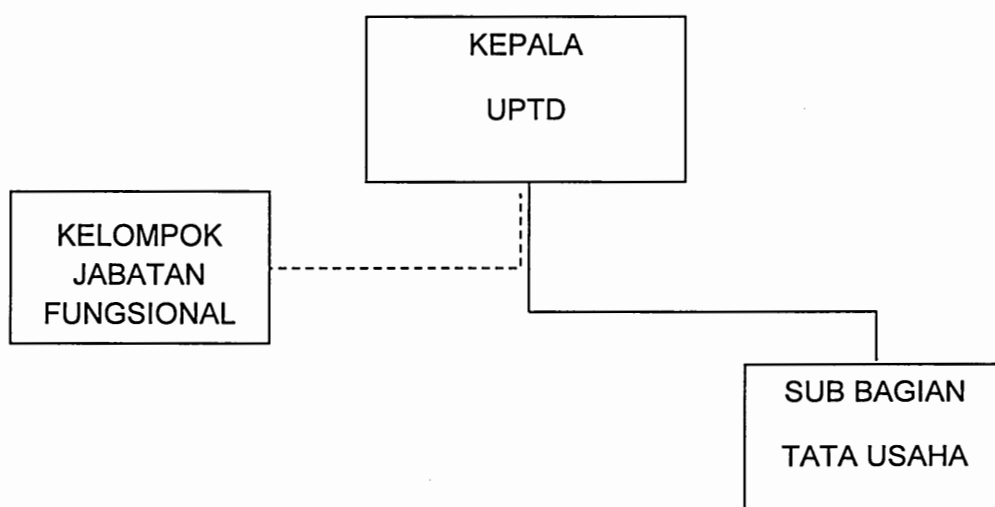 KEPALA
UPTD
KELOMPOK
JABATAN
FUNGSIONAL
SUB BAGIAN
TATA USAHA